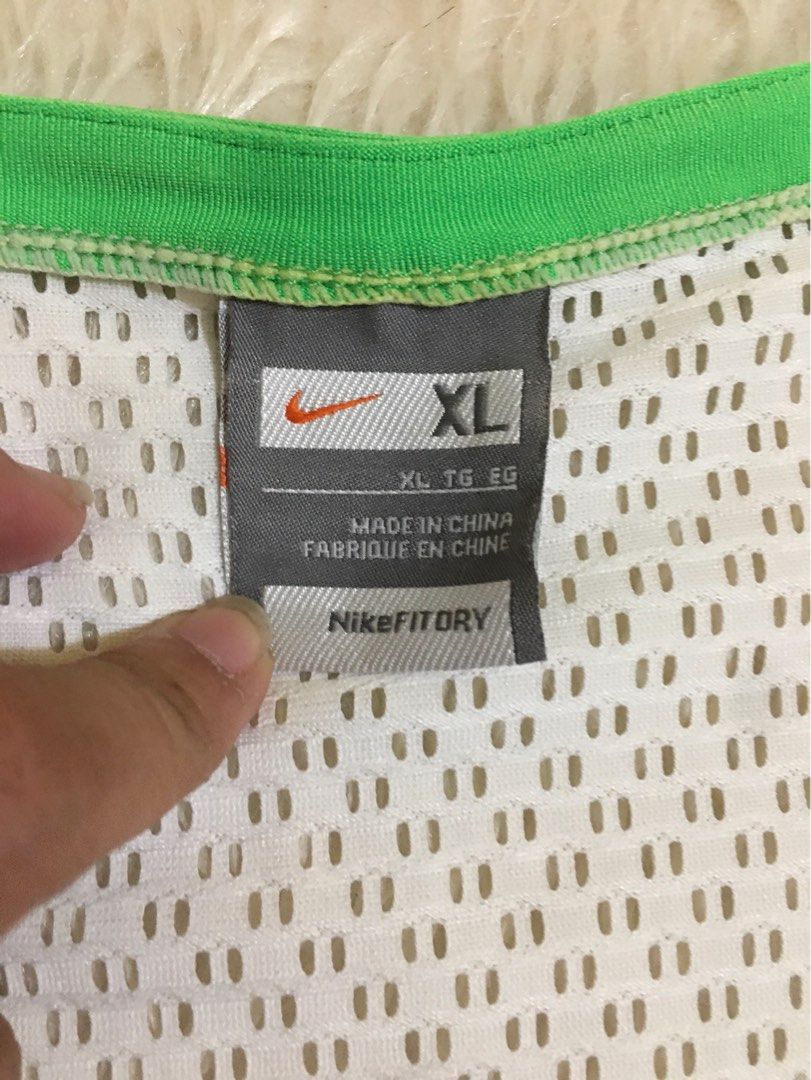 XL
XL TG EG
MADE IN CHINA
FABRIQUE EN CHINE
NikeFITDRY